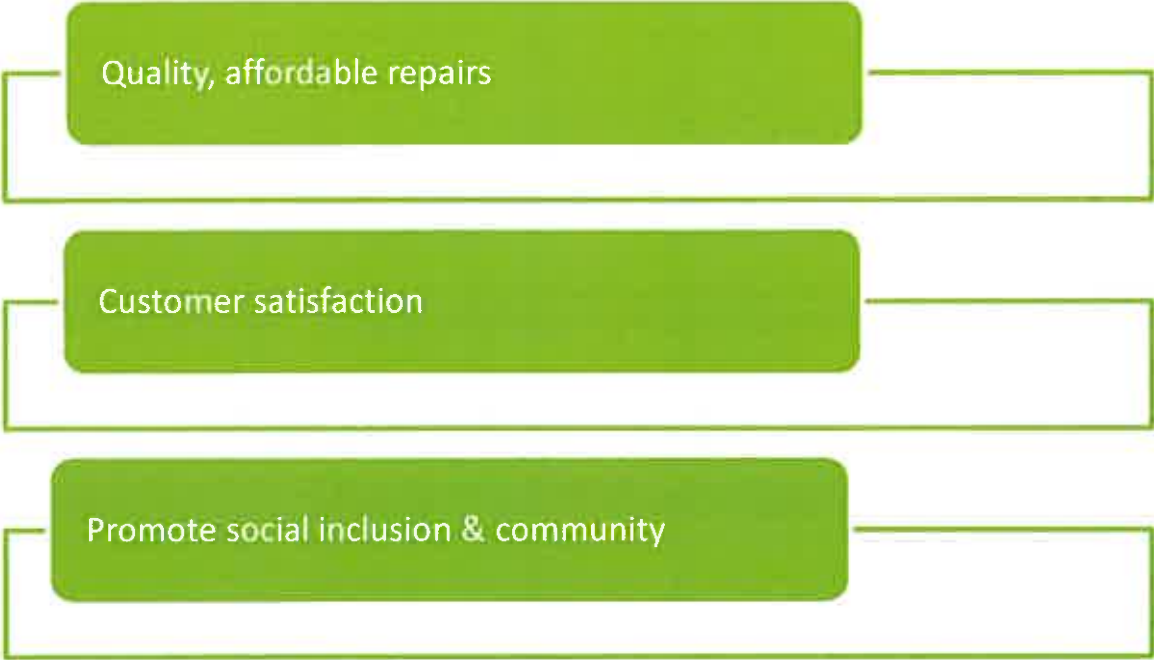 Quality, affordable repairs
Customer satisfaction
Promote social inclusion & community